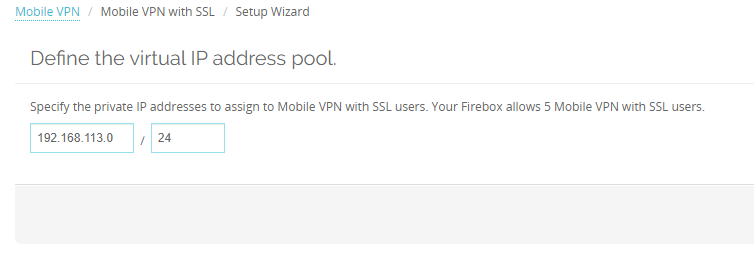 Mobile VPN / Mobile VPN with SSL / Setup Wizard
Define the virtual IP address pool.
Specify the private IP addresses to assign to Mobile VPN with SSL users. Your Firebox allows 5 Mobile VPN with SSL users.
192.168.113.0 / 24